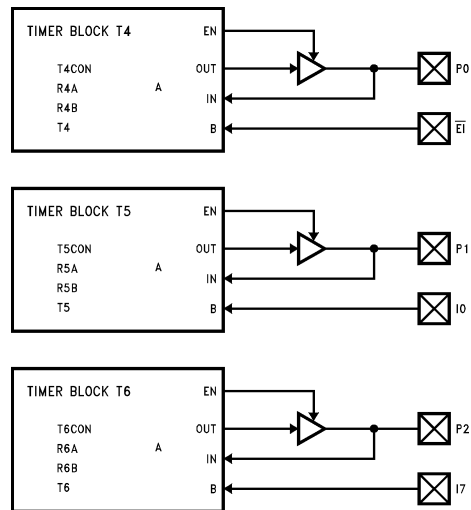 TIMER BLOCK T4 EN
T4CON OUT P0
R4A A
R4B IN
T4 B EI
TIMER BLOCK T5 EN
T5CON OUT P1
R5A A
R5B IN
T5 B I0
TIMER BLOCK T6 EN
T6CON OUT P2
R6A A
R6B IN
T6 B I7